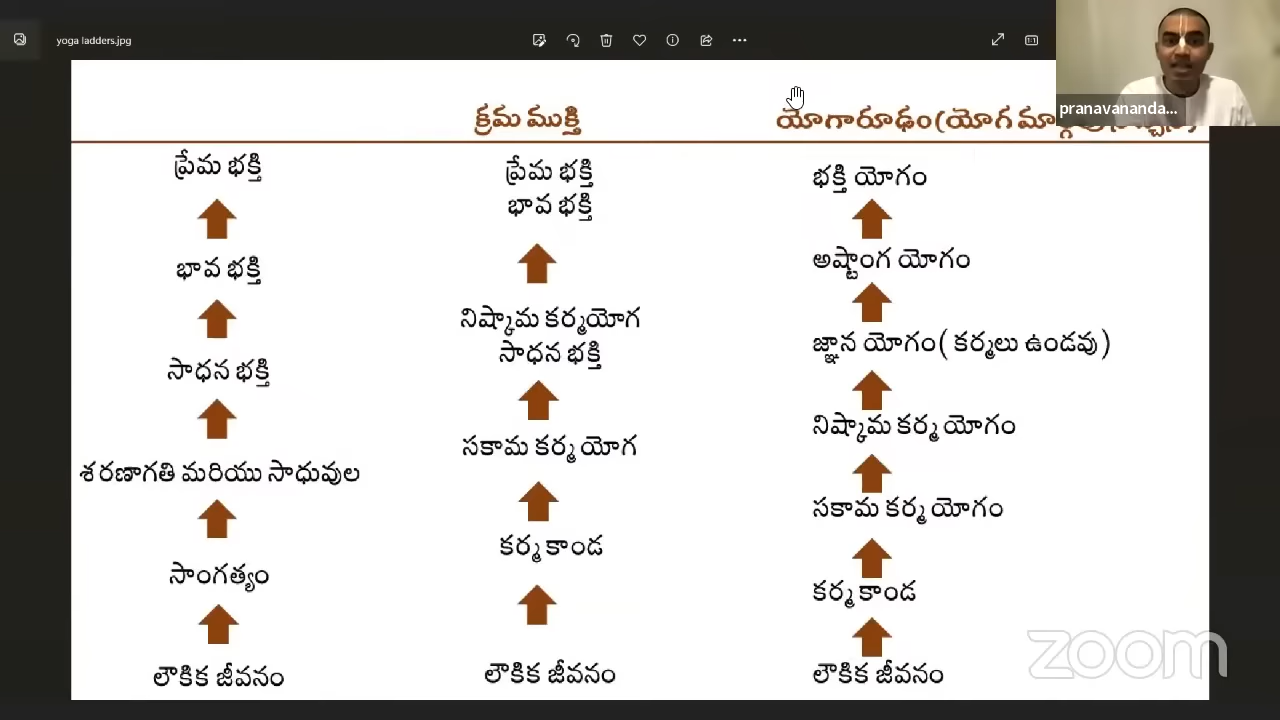 yoga ladders.jpg
pranavananda...
క్రమ ముక్తి
యోగారూఢం(యోగ
ప్రేమ భక్తి
భావ భక్తి
సాధన భక్తి
శరణాగతి మరియు సాధువుల
సాంగత్యం
లౌకిక జీవనం
ప్రేమ భక్తి
భావ భక్తి
నిష్కామ కర్మయోగ
సాధన భక్తి
సకామ కర్మ యోగ
కర్మ కాండ
లౌకిక జీవనం
భక్తి యోగం
అష్టాంగ యోగం
జ్ఞాన యోగం( కర్మలు ఉండవు)
నిష్కామ కర్మ యోగం
సకామ కర్మ యోగం
కర్మ కాండ
లౌకిక జీవనం
zoom